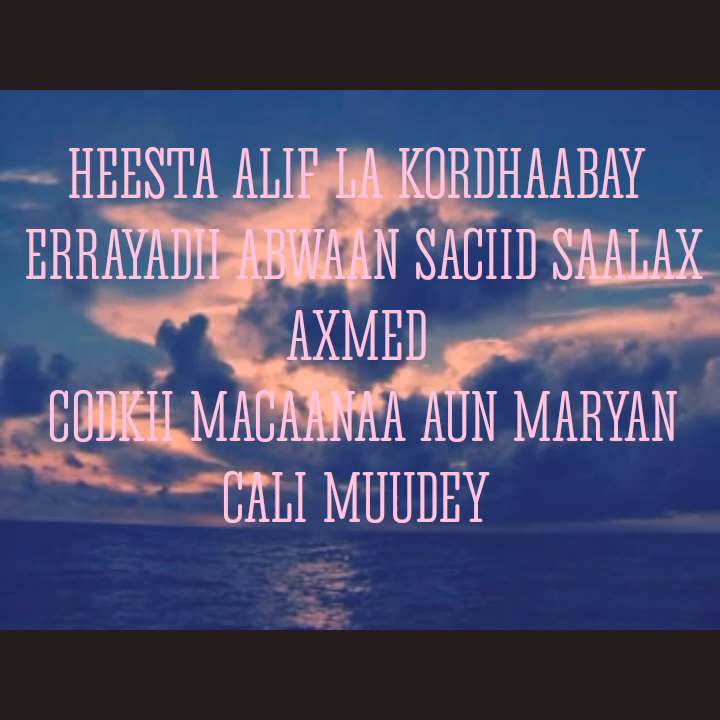 HEESTA ALIF LA KORDHAABAY
ERRAYADII ABWAAN SACIID SAALAX
AXMED
CODKII MACAANAA AUN MARYAN
CALI MUUDEY